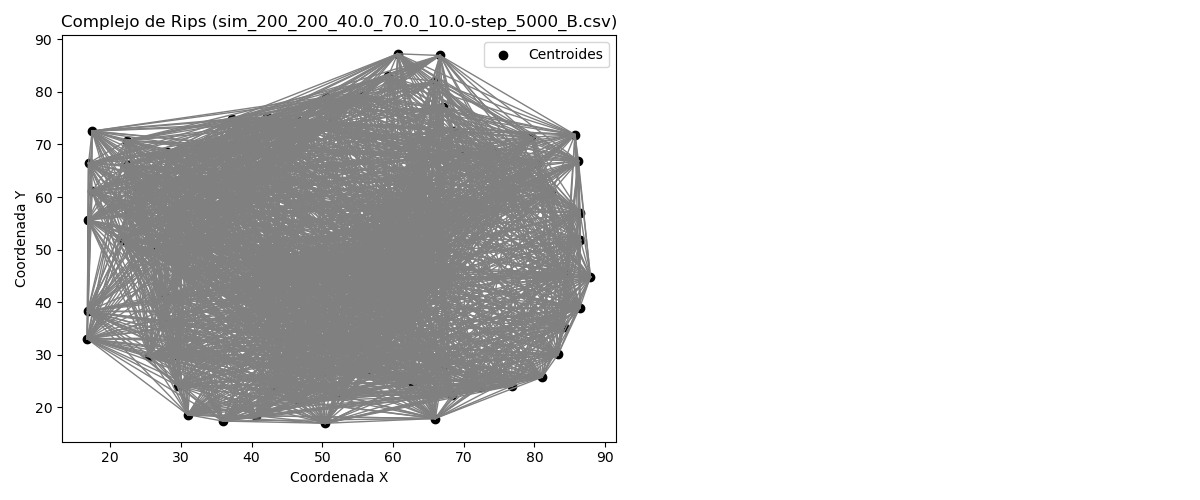 Complejo de Rips (sim_200_200_40.0_70.0_10.0-step_5000_B.csv)
Centroides
90
80
70
60
50
40
30
20
Coordenada Y
20 30 40 50 60 70 80 90
Coordenada X